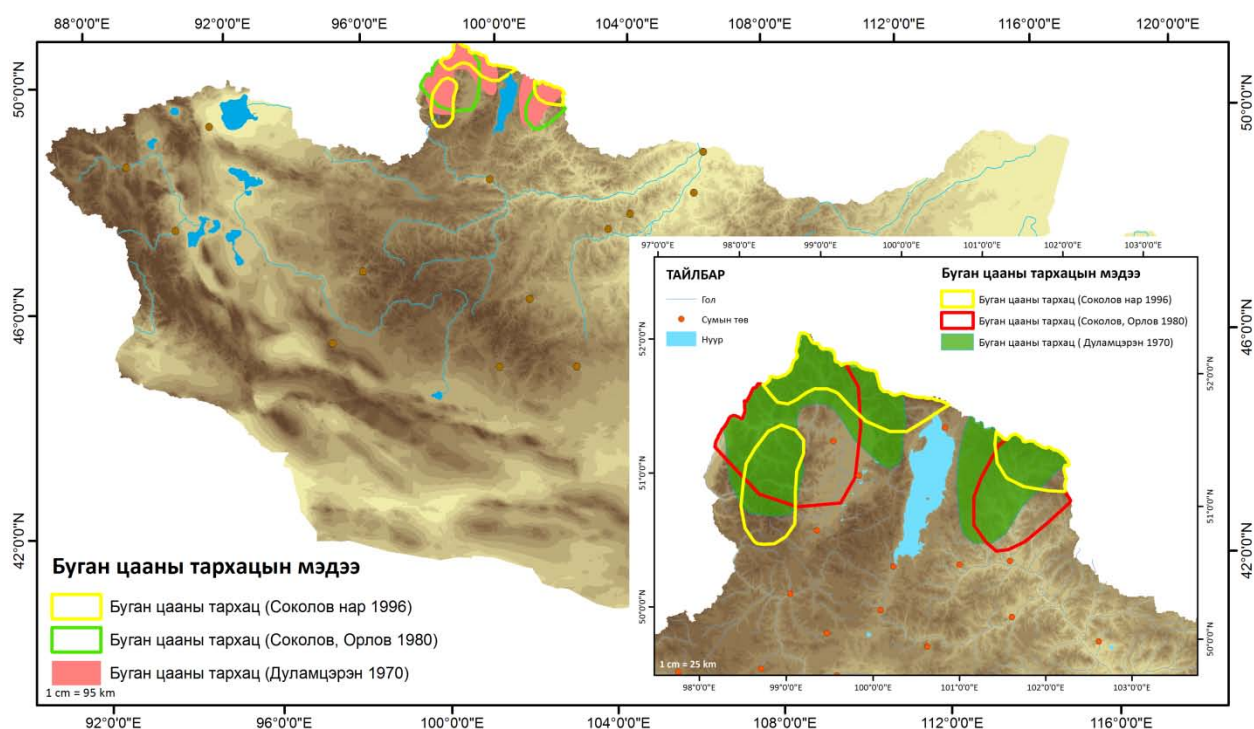 88°0'0"E 92°0'0"E 96°0'0"E 100°0'0"E 104°0'0"E 108°0'0"E 112°0'0"E 116°0'0"E 120°0'0"E
50°0'0"N
46°0'0"N
42°0'0"N
50°0'0"N
46°0'0"N
42°0'0"N
Буган цааны тархацын мэдээ
Буган цааны тархац (Соколов нар 1996)
Буган цааны тархац (Соколов, Орлов 1980)
Буган цааны тархац (Дуламцэрэн 1970)
1 cm = 95 km
92°0'0"E 96°0'0"E 100°0'0"E 104°0'0"E 108°0'0"E 112°0'0"E 116°0'0"E
97°0'0"E 98°0'0"E 99°0'0"E 100°0'0"E 101°0'0"E 102°0'0"E 103°0'0"E
ТАЙЛБАР
Гол
Сумын төв
Нуур
Буган цааны тархацын мэдээ
Буган цааны тархац (Соколов нар 1996)
Буган цааны тархац (Соколов, Орлов 1980)
Буган цааны тархац ( Дуламцэрэн 1970)
52°0'0"N
51°0'0"N
50°0'0"N
52°0'0"N
51°0'0"N
50°0'0"N
1 cm = 25 km
98°0'0"E 99°0'0"E 100°0'0"E 101°0'0"E 102°0'0"E 103°0'0"E